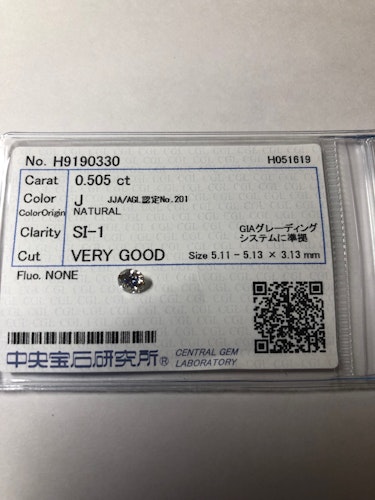 No. H9190330 H051619
Carat 0.505 ct
Color J JJA/AGL認定No.201
ColorOrigin NATURAL
Clarity SI-1 GIAグレーディング
システムに準拠
Cut VERY GOOD Size 5.11 - 5.13 × 3.13 mm
Fluo. NONE
中央宝石研究所® CENTRAL GEM
LABORATORY